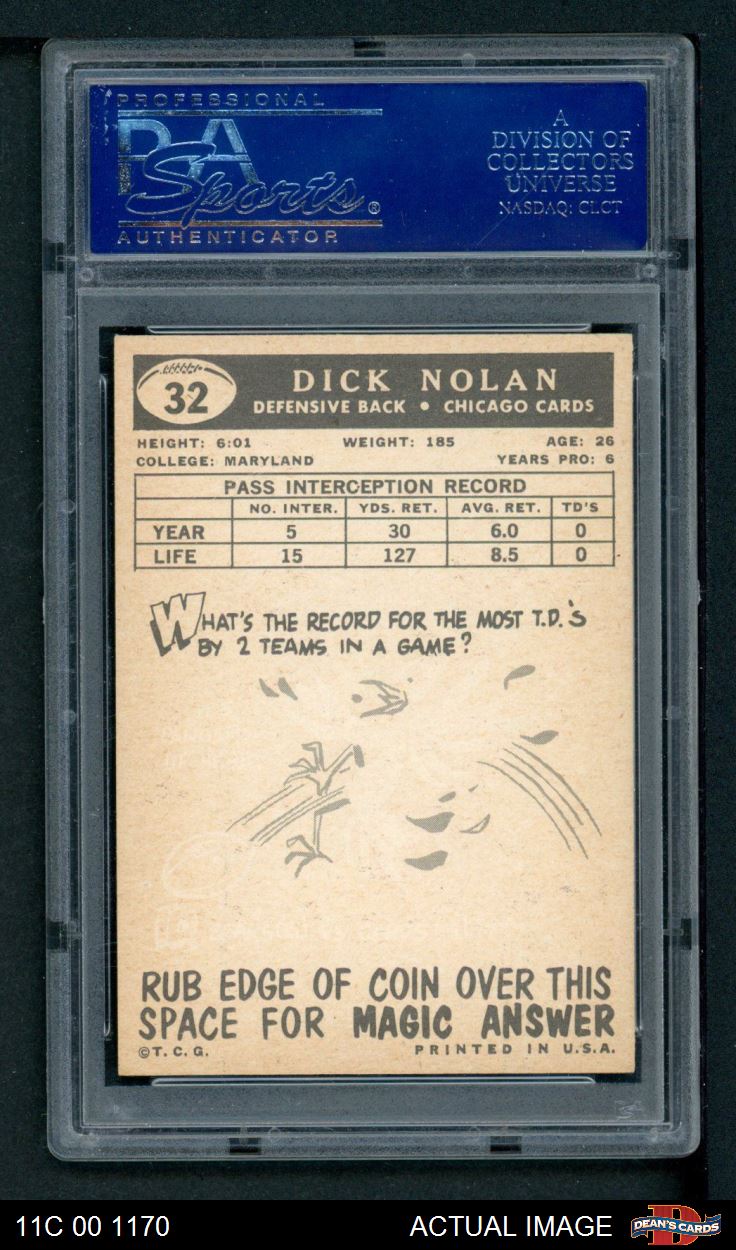 PROFESSIONAL
PSA
Sports®
AUTHENTICATOR
A
DIVISION OF
COLLECTORS
UNIVERSE
NASDAQ: CLCT
32
DICK NOLAN
DEFENSIVE BACK • CHICAGO CARDS
HEIGHT: 6:01 WEIGHT: 185 AGE: 26
COLLEGE: MARYLAND YEARS PRO: 6
PASS INTERCEPTION RECORD
NO. INTER. YDS. RET. AVG. RET. TD'S
YEAR 5 30 6.0 0
LIFE 15 127 8.5 0
WHAT'S THE RECORD FOR THE MOST T.D.'S
BY 2 TEAMS IN A GAME?
RUB EDGE OF COIN OVER THIS
SPACE FOR MAGIC ANSWER
©T.C.G. PRINTED IN U.S.A.
11C 00 1170 ACTUAL IMAGE DEAN'S CARDS